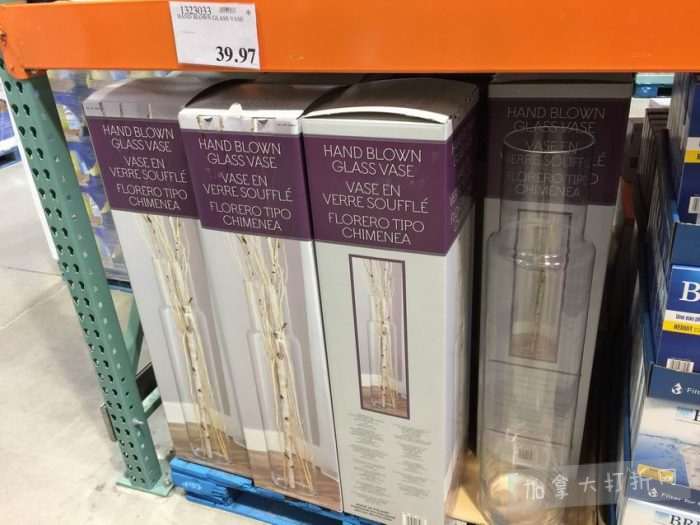 1323033
HAND BLOWN GLASS VASE
39.97
HAND BLOWN
GLASS VASE
VASE EN
VERRE SOUFFLÉ
FLORERO TIPO
CHIMENEA
HAND BLOWN
GLASS VASE
VASE EN
VERRE SOUFFLÉ
FLORERO TIPO
CHIMENEA
HAND BLOWN
GLASS VASE
VASE EN
VERRE SOUFFLÉ
FLORERO TIPO
CHIMENEA
HAND BLOWN
GLASS VASE
VASE EN
VERRE SOUFFLÉ
FLORERO TIPO
CHIMENEA
加拿大打折网